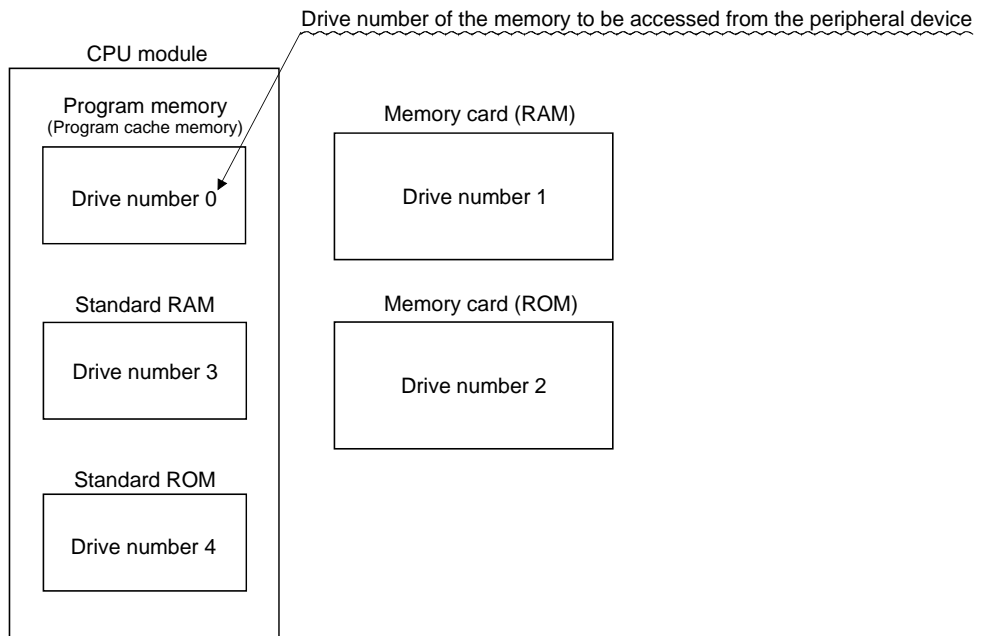 Drive number of the memory to be accessed from the peripheral device
CPU module
Program memory
(Program cache memory)
Drive number 0
Memory card (RAM)
Drive number 1
Standard RAM
Drive number 3
Memory card (ROM)
Drive number 2
Standard ROM
Drive number 4